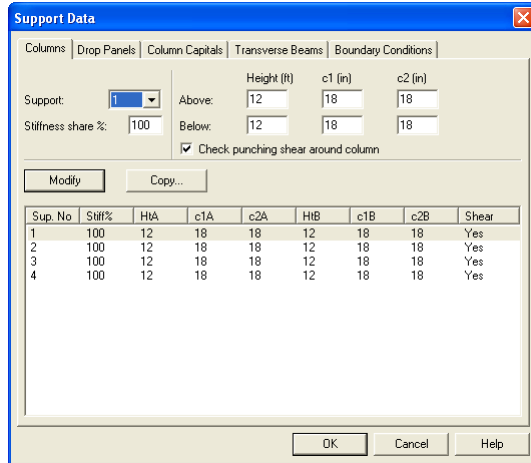 Support Data
Columns Drop Panels Column Capitals Transverse Beams Boundary Conditions
Height (ft) c1 (in) c2 (in)
Support: 1 Above: 12 18 18
Stiffness share %: 100 Below: 12 18 18
Check punching shear around column
Modify Copy...
Sup. No Stiff% HtA c1A c2A HtB c1B c2B Shear
1 100 12 18 18 12 18 18 Yes
2 100 12 18 18 12 18 18 Yes
3 100 12 18 18 12 18 18 Yes
4 100 12 18 18 12 18 18 Yes
OK Cancel Help